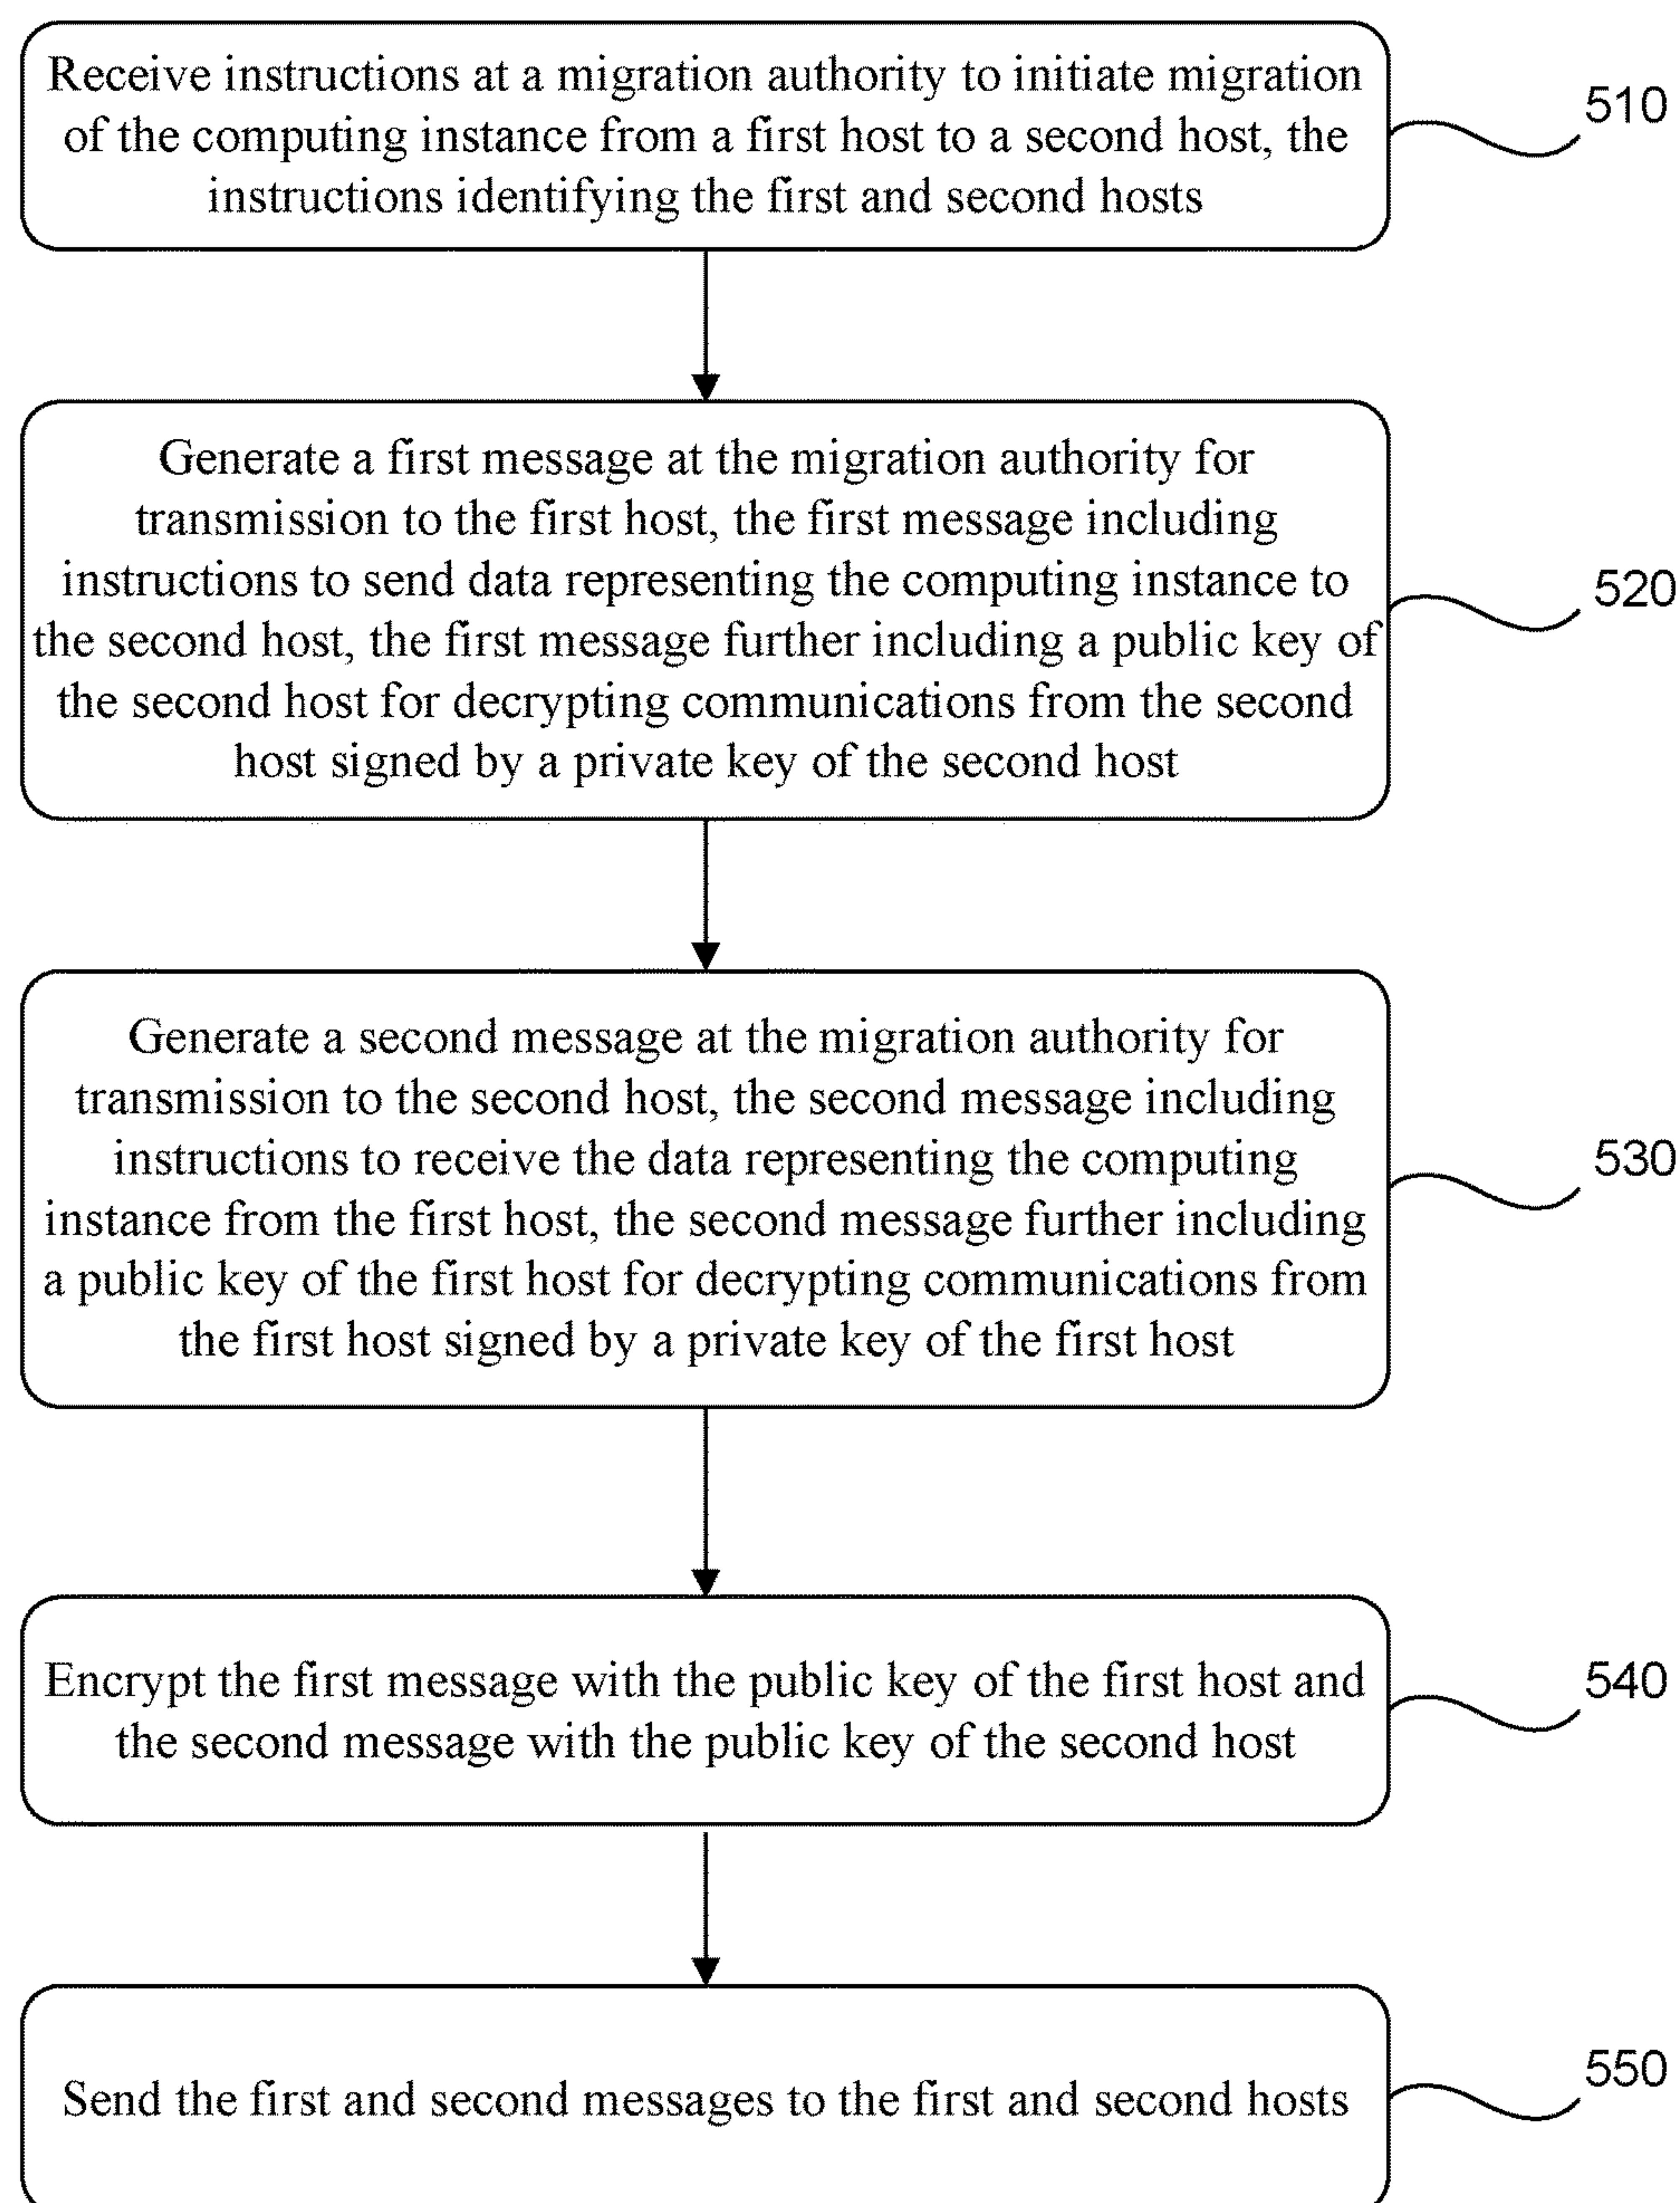 Receive instructions at a migration authority to initiate migration
of the computing instance from a first host to a second host, the
instructions identifying the first and second hosts
510
Generate a first message at the migration authority for
transmission to the first host, the first message including
instructions to send data representing the computing instance to
the second host, the first message further including a public key of
the second host for decrypting communications from the second
host signed by a private key of the second host
520
Generate a second message at the migration authority for
transmission to the second host, the second message including
instructions to receive the data representing the computing
instance from the first host, the second message further including
a public key of the first host for decrypting communications from
the first host signed by a private key of the first host
530
Encrypt the first message with the public key of the first host and
the second message with the public key of the second host
540
Send the first and second messages to the first and second hosts
550